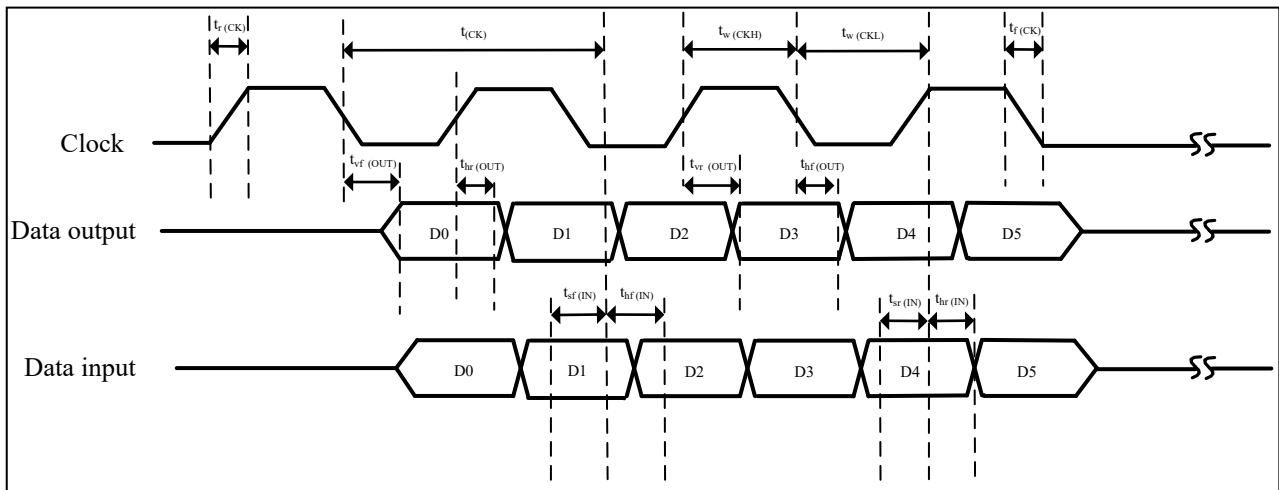 tr (CK)
t(CK)
tw (CKH)
tw (CKL)
tf (CK)
Clock
tvf (OUT)
thr (OUT)
tvr (OUT)
thf (OUT)
Data output
D0
D1
D2
D3
D4
D5
tsf (IN)
thf (IN)
tsr (IN)
thr (IN)
Data input
D0
D1
D2
D3
D4
D5